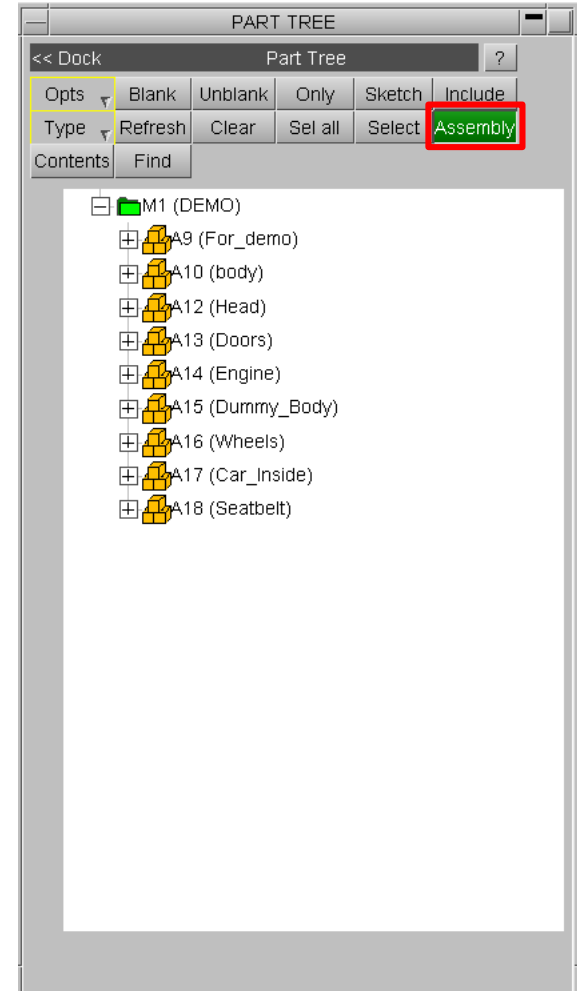 PART TREE
<< Dock Part Tree ?
Opts Blank Unblank Only Sketch Include
Type Refresh Clear Sel all Select Assembly
Contents Find
M1 (DEMO)
A9 (For_demo)
A10 (body)
A12 (Head)
A13 (Doors)
A14 (Engine)
A15 (Dummy_Body)
A16 (Wheels)
A17 (Car_Inside)
A18 (Seatbelt)